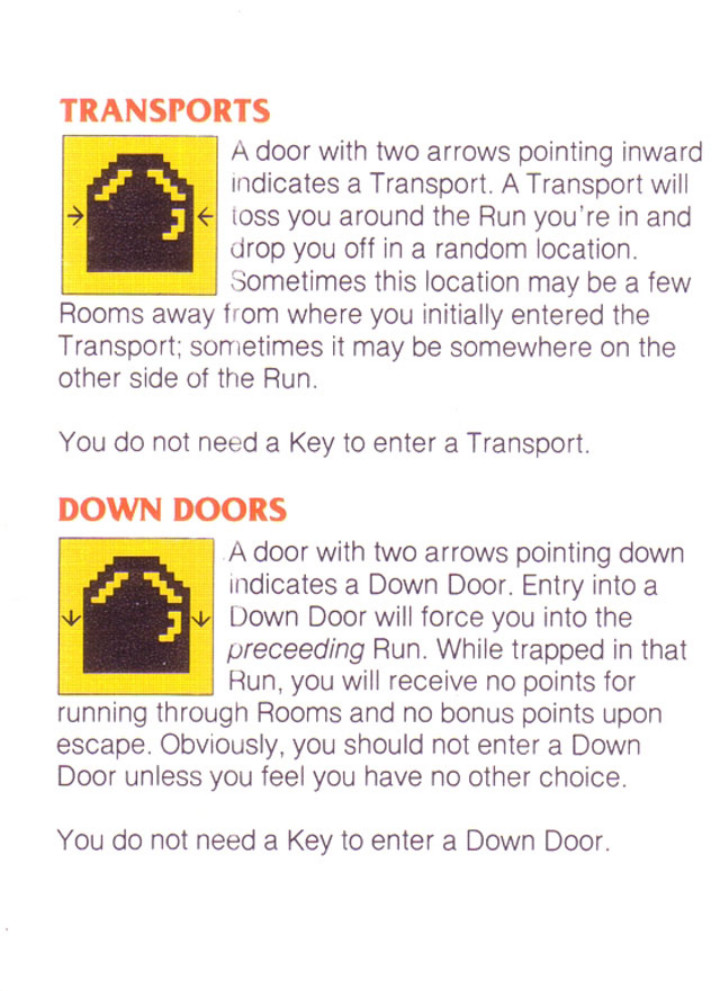 TRANSPORTS
A door with two arrows pointing inward
indicates a Transport. A Transport will
toss you around the Run you're in and
drop you off in a random location.
Sometimes this location may be a few
Rooms away from where you initially entered the
Transport; sometimes it may be somewhere on the
other side of the Run.
You do not need a Key to enter a Transport.
DOWN DOORS
A door with two arrows pointing down
indicates a Down Door. Entry into a
Down Door will force you into the
preceeding Run. While trapped in that
Run, you will receive no points for
running through Rooms and no bonus points upon
escape. Obviously, you should not enter a Down
Door unless you feel you have no other choice.
You do not need a Key to enter a Down Door.